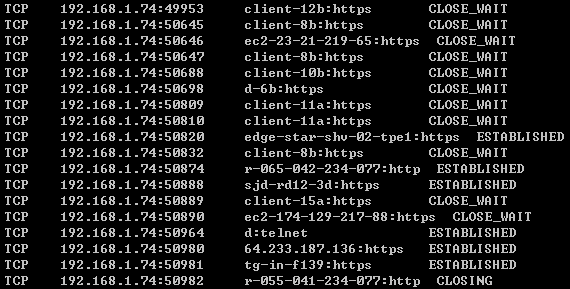 TCP 192.168.1.74:49953 client-12b:https CLOSE_WAIT
TCP 192.168.1.74:50645 client-8b:https CLOSE_WAIT
TCP 192.168.1.74:50646 ec2-23-21-219-65:https CLOSE_WAIT
TCP 192.168.1.74:50647 client-8b:https CLOSE_WAIT
TCP 192.168.1.74:50688 client-10b:https CLOSE_WAIT
TCP 192.168.1.74:50698 d-6b:https CLOSE_WAIT
TCP 192.168.1.74:50809 client-11a:https CLOSE_WAIT
TCP 192.168.1.74:50810 client-11a:https CLOSE_WAIT
TCP 192.168.1.74:50820 edge-star-shv-02-tpe1:https ESTABLISHED
TCP 192.168.1.74:50832 client-8b:https CLOSE_WAIT
TCP 192.168.1.74:50874 r-065-042-234-077:http ESTABLISHED
TCP 192.168.1.74:50888 sjd-rd12-3d:https ESTABLISHED
TCP 192.168.1.74:50889 client-15a:https CLOSE_WAIT
TCP 192.168.1.74:50890 ec2-174-129-217-88:https CLOSE_WAIT
TCP 192.168.1.74:50964 d:telnet ESTABLISHED
TCP 192.168.1.74:50980 64.233.187.136:https ESTABLISHED
TCP 192.168.1.74:50981 tg-in-f139:https ESTABLISHED
TCP 192.168.1.74:50982 r-055-041-234-077:http CLOSING